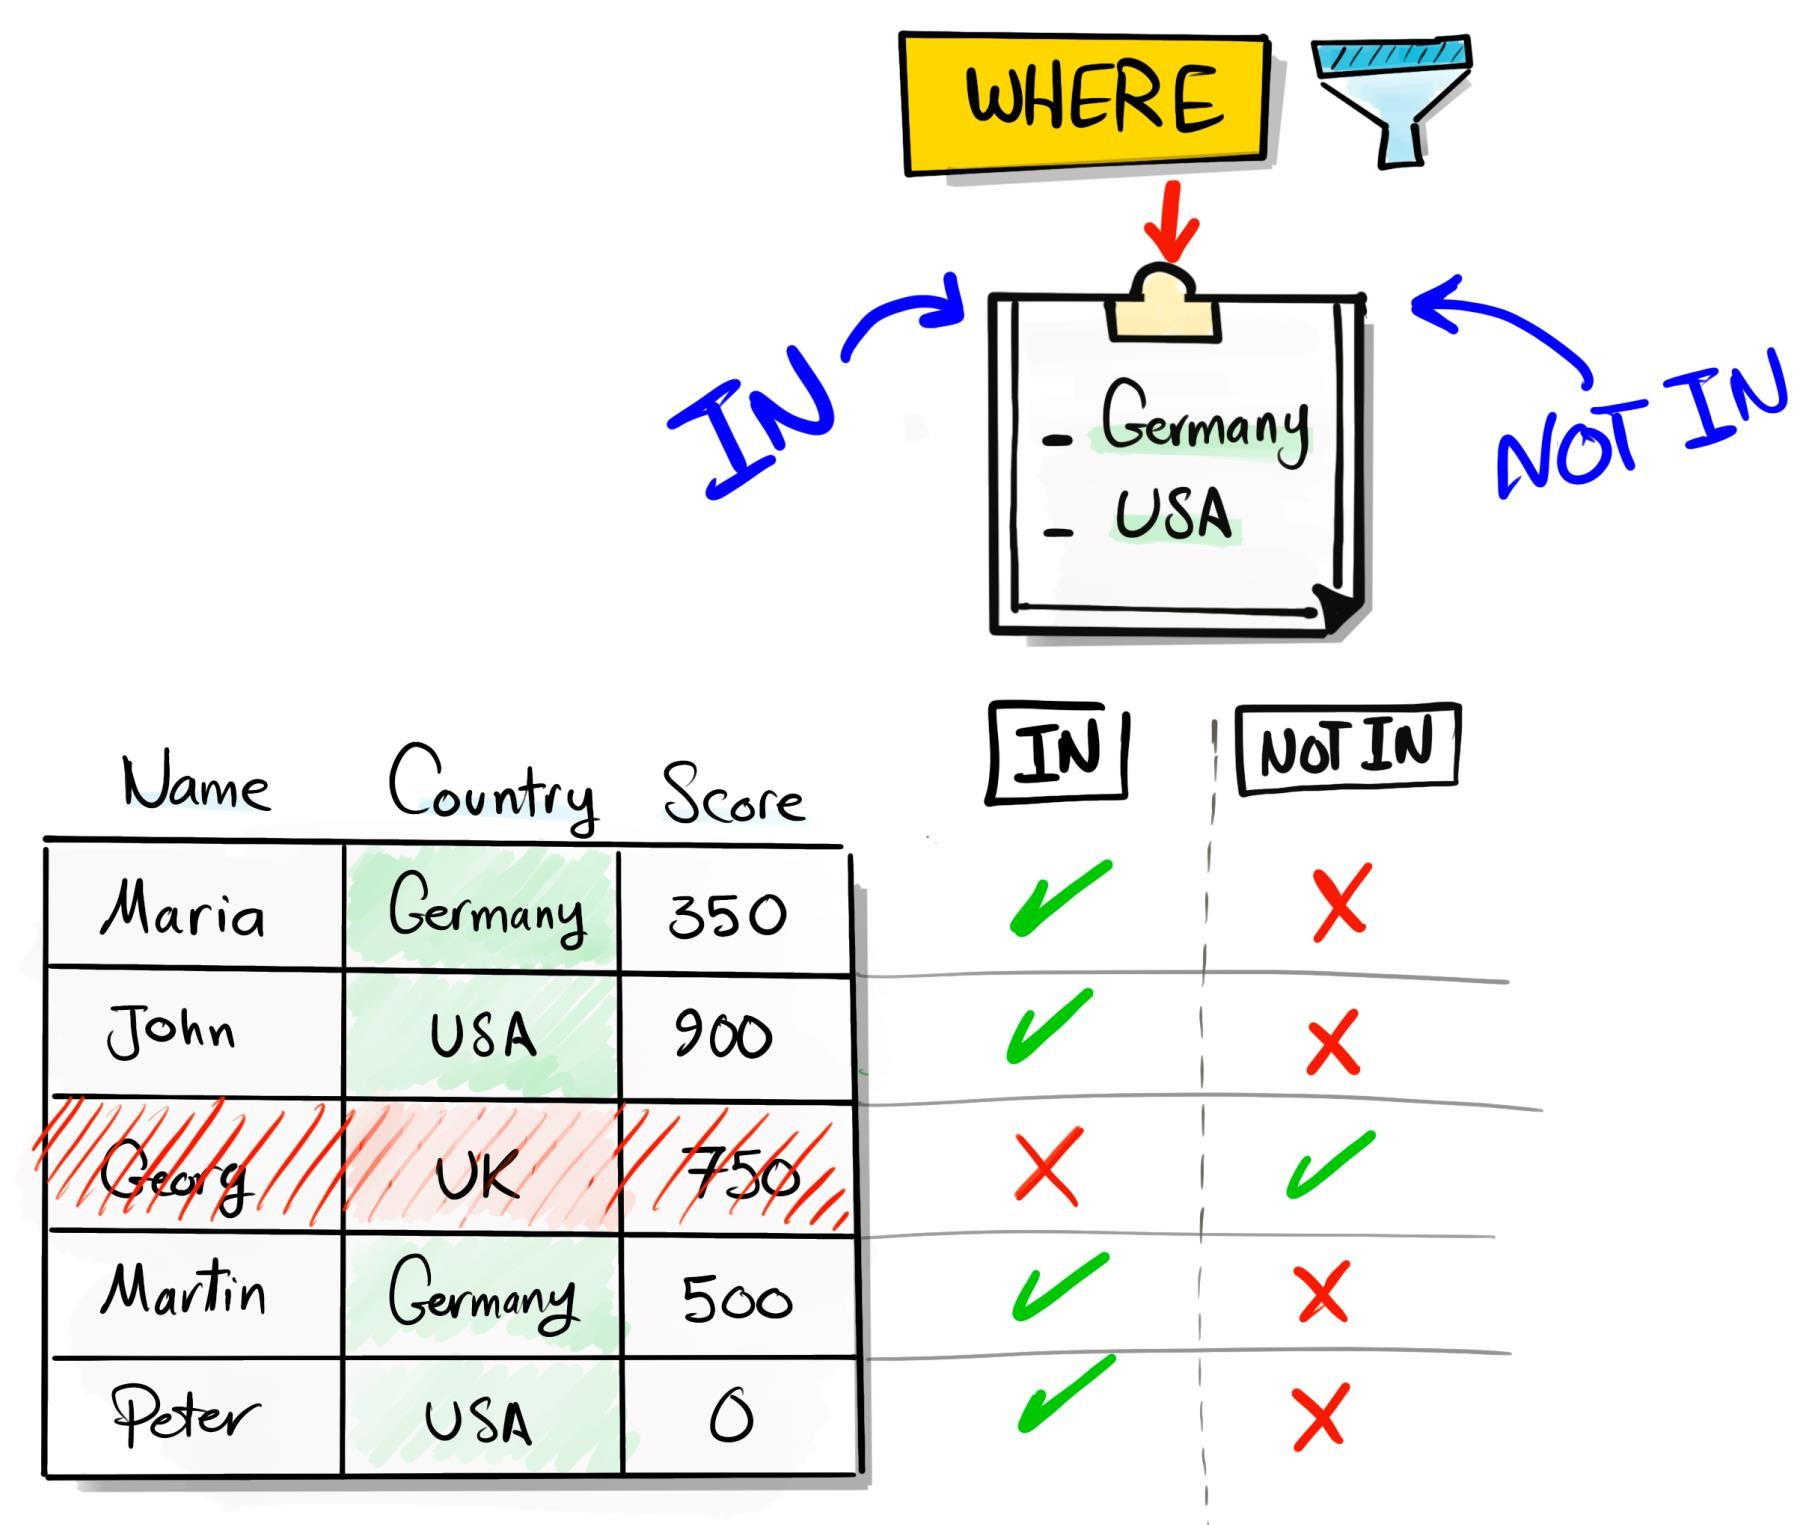 WHERE
IN
NOT IN
- Germany
- USA
IN
NOT IN
Name Country Score
Maria Germany 350
John USA 900
Georg UK 750
Martin Germany 500
Peter USA 0